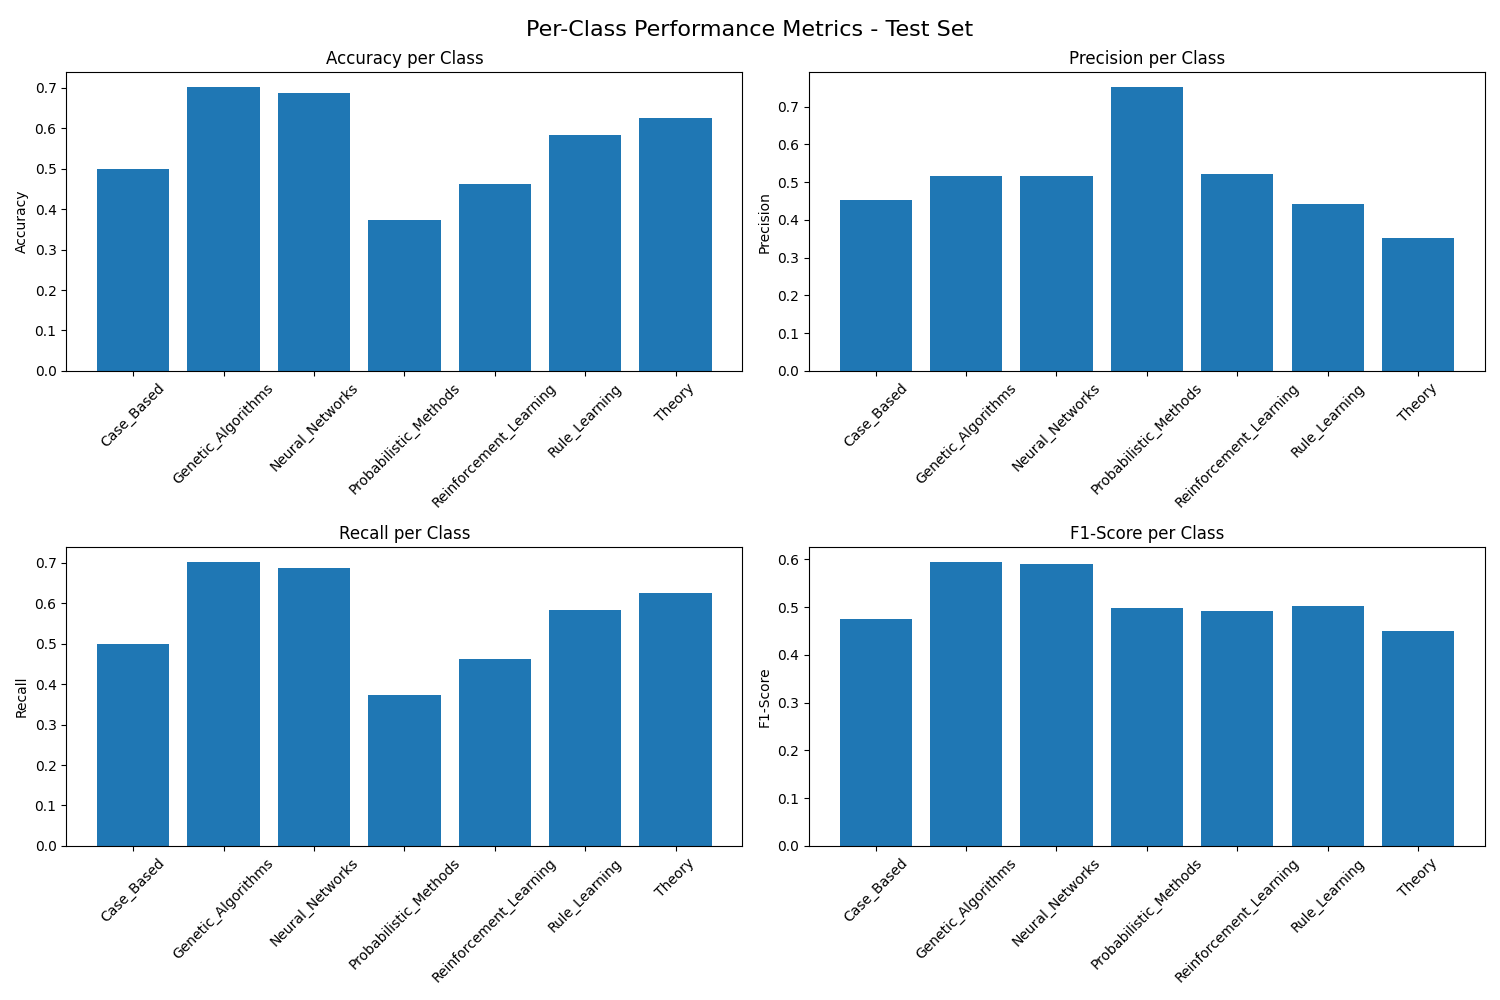 Per-Class Performance Metrics - Test Set
Accuracy per Class
Accuracy
0.7
0.6
0.5
0.4
0.3
0.2
0.1
0.0
Case_Based
Genetic_Algorithms
Neural_Networks
Probabilistic_Methods
Reinforcement_Learning
Rule_Learning
Theory
Precision per Class
Precision
0.7
0.6
0.5
0.4
0.3
0.2
0.1
0.0
Case_Based
Genetic_Algorithms
Neural_Networks
Probabilistic_Methods
Reinforcement_Learning
Rule_Learning
Theory
Recall per Class
Recall
0.7
0.6
0.5
0.4
0.3
0.2
0.1
0.0
Case_Based
Genetic_Algorithms
Neural_Networks
Probabilistic_Methods
Reinforcement_Learning
Rule_Learning
Theory
F1-Score per Class
F1-Score
0.6
0.5
0.4
0.3
0.2
0.1
0.0
Case_Based
Genetic_Algorithms
Neural_Networks
Probabilistic_Methods
Reinforcement_Learning
Rule_Learning
Theory